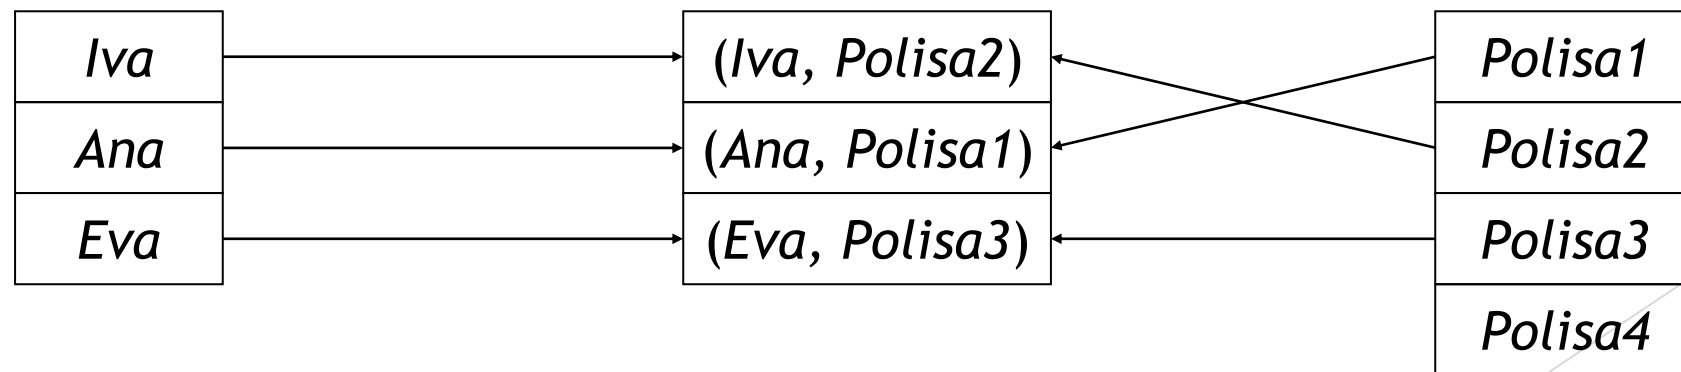 Iva (Iva, Polisa2) Polisa1
Ana (Ana, Polisa1) Polisa2
Eva (Eva, Polisa3) Polisa3
Polisa4